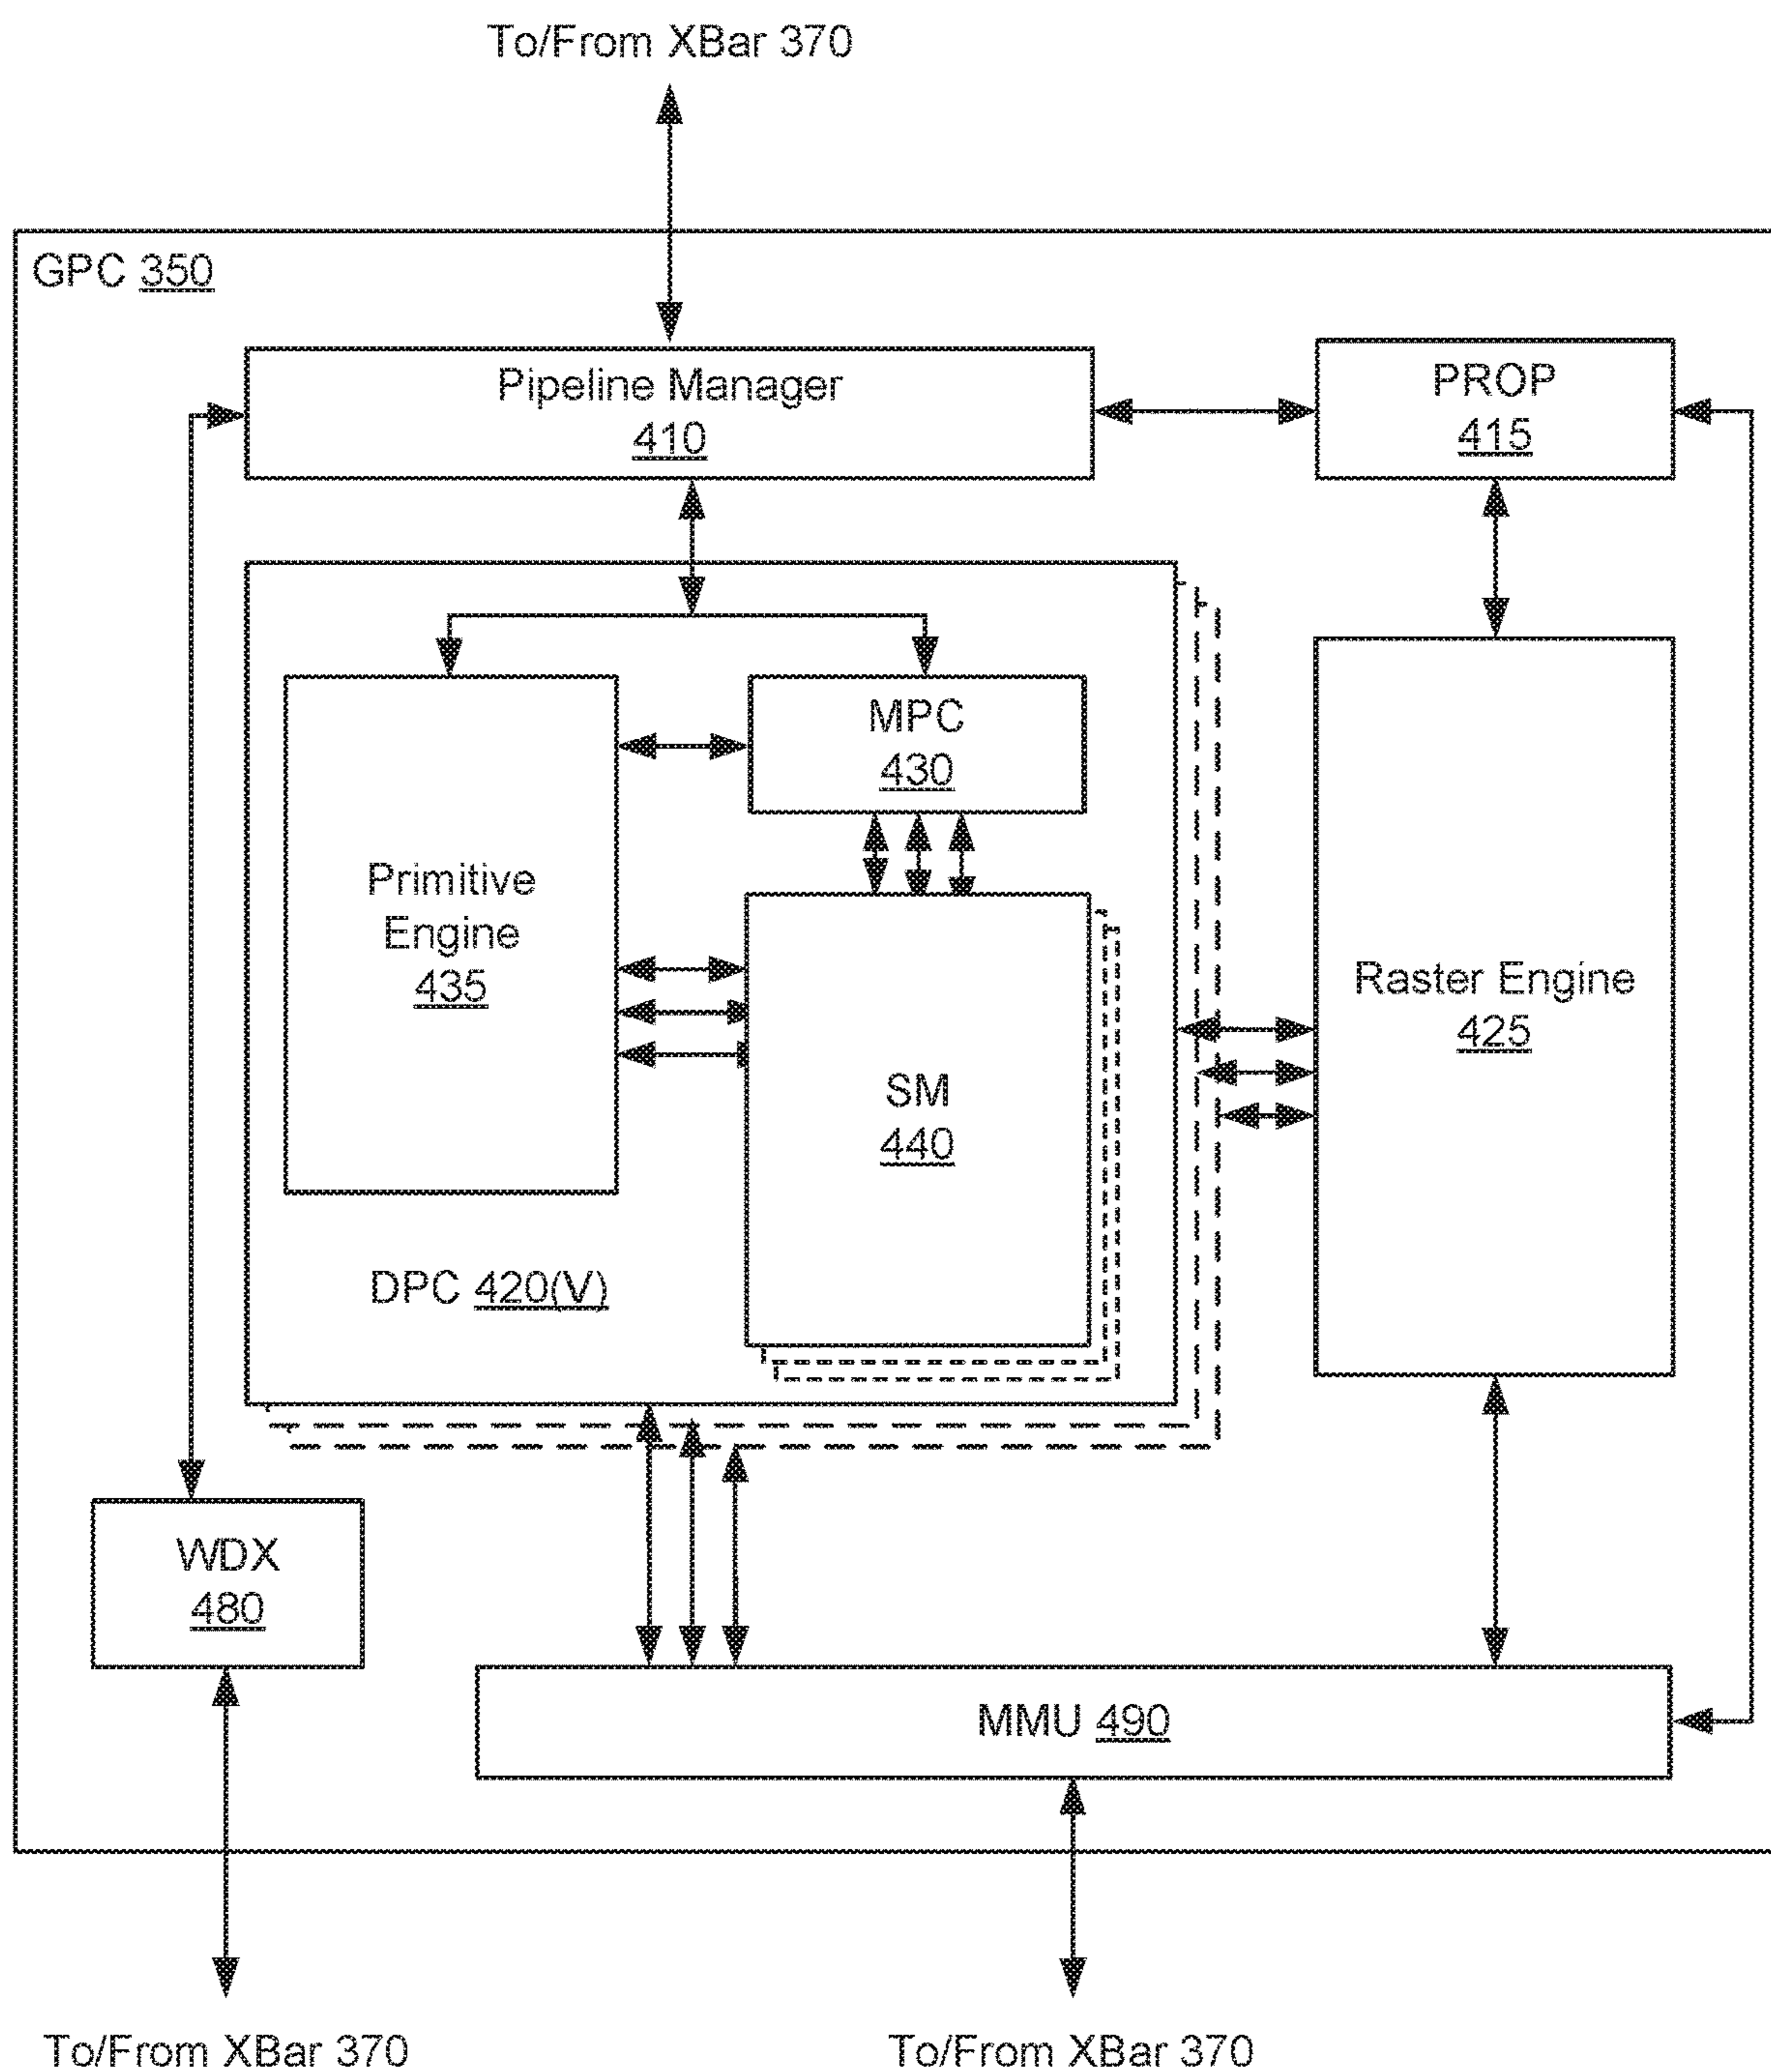 To/From XBar 370
GPC 350
Pipeline Manager
410
PROP
415
MPC
430
Primitive
Engine
435
Raster Engine
425
SM
440
DPC 420(V)
WDX
480
MMU 490
To/From XBar 370
To/From XBar 370